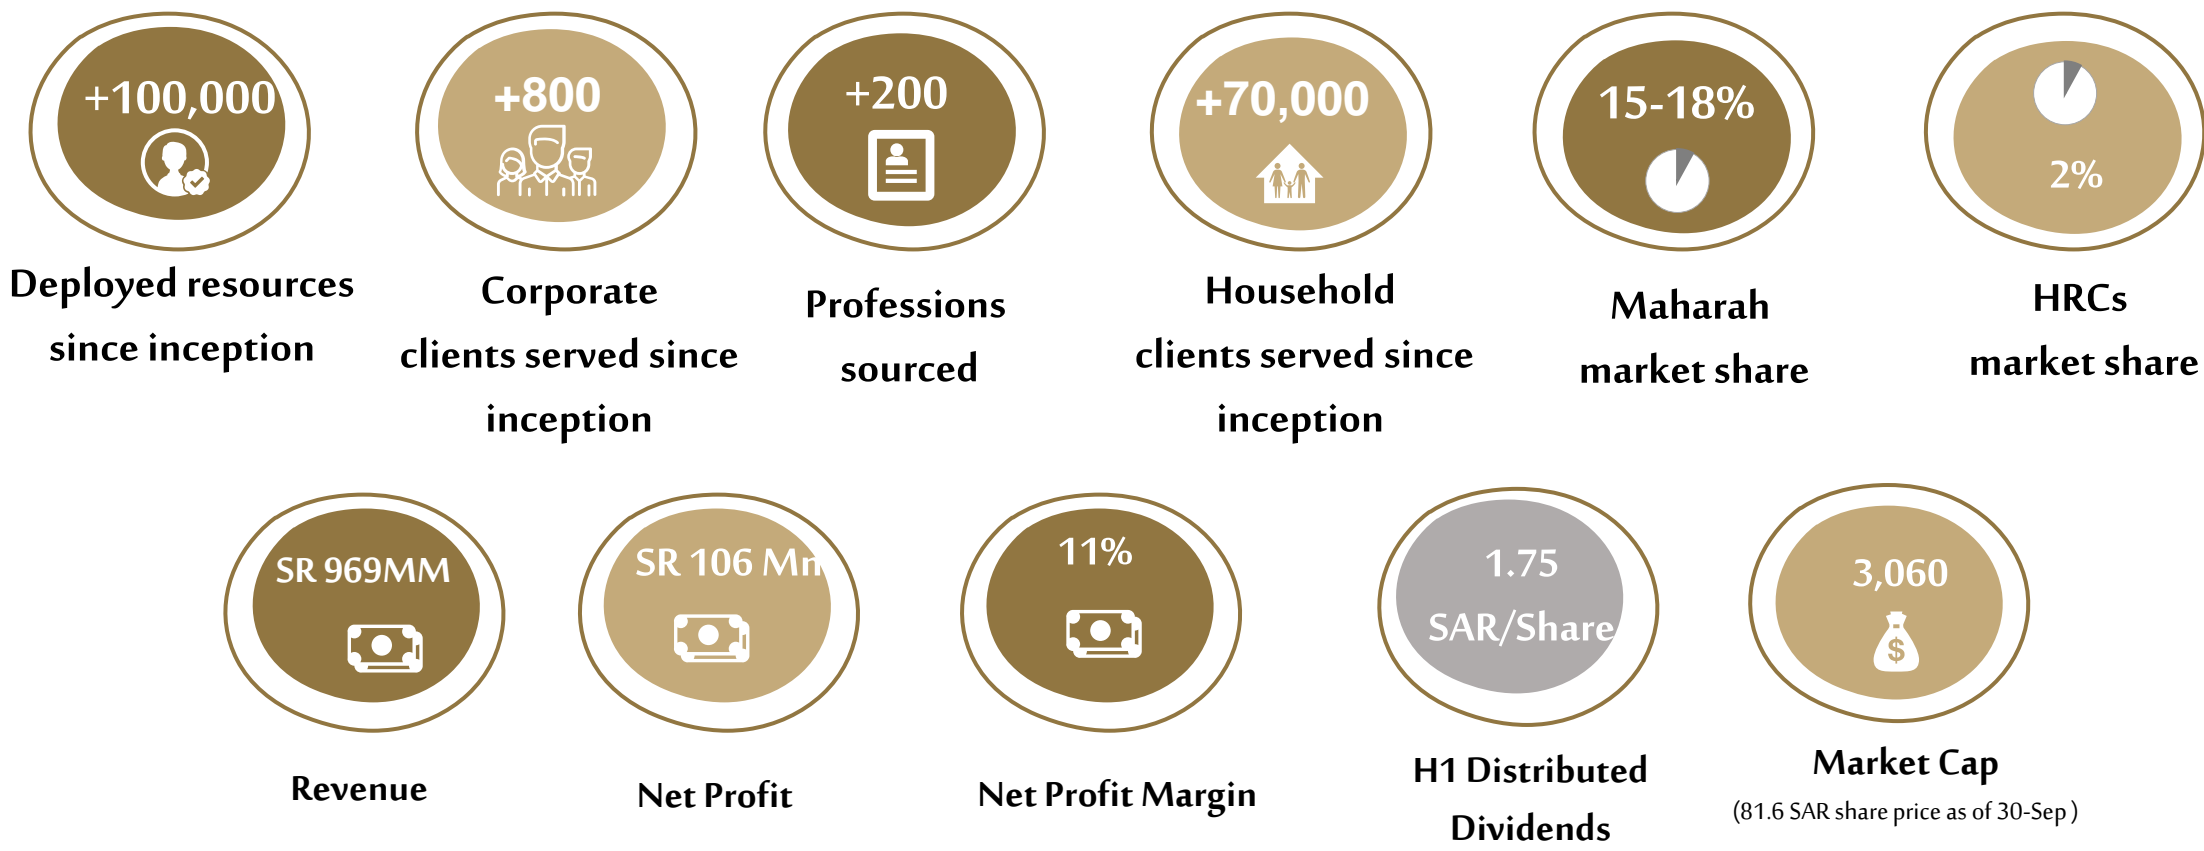 +100,000
Deployed resources
since inception
+800
Corporate
clients served since
inception
+200
Professions
sourced
+70,000
Household
clients served since
inception
15-18%
Maharah
market share
2%
HRCs
market share
SR 969MM
Revenue
SR 106 Mn
Net Profit
11%
Net Profit Margin
1.75
SAR/Share
H1 Distributed
Dividends
3,060
$
Market Cap
(81.6 SAR share price as of 30-Sep )